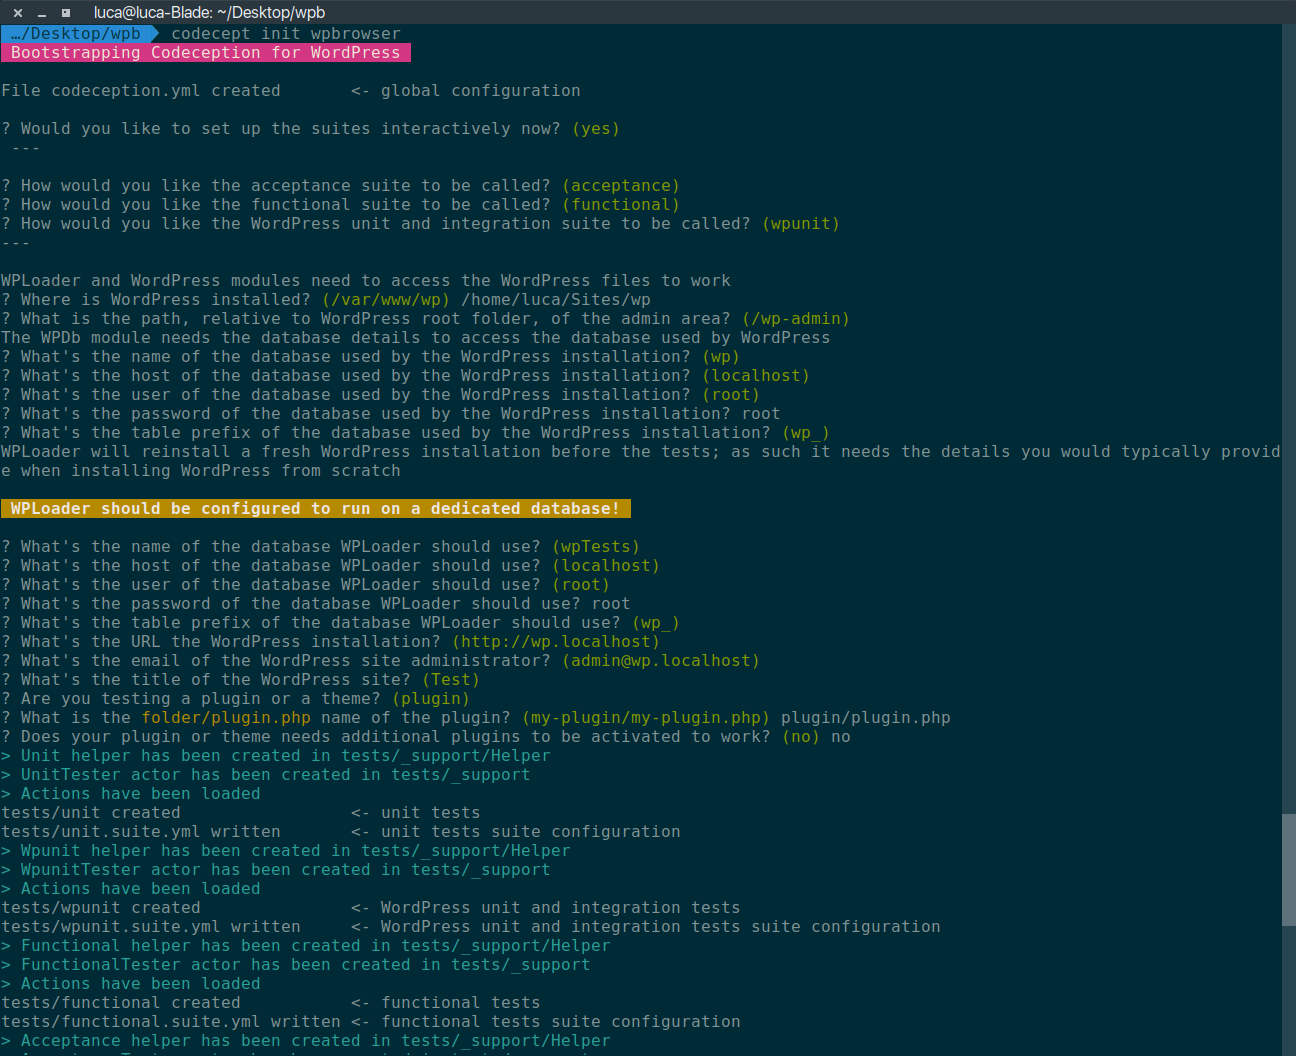 luca@luca-Blade: ~/Desktop/wpb
…/Desktop/wpb codecept init wpbrowser
Bootstrapping Codeception for WordPress
File codeception.yml created       <- global configuration
? Would you like to set up the suites interactively now? (yes)
---
? How would you like the acceptance suite to be called? (acceptance)
? How would you like the functional suite to be called? (functional)
? How would you like the WordPress unit and integration suite to be called? (wpunit)
---
WPLoader and WordPress modules need to access the WordPress files to work
? Where is WordPress installed? (/var/www/wp) /home/luca/Sites/wp
? What is the path, relative to WordPress root folder, of the admin area? (/wp-admin)
The WPDb module needs the database details to access the database used by WordPress
? What's the name of the database used by the WordPress installation? (wp)
? What's the host of the database used by the WordPress installation? (localhost)
? What's the user of the database used by the WordPress installation? (root)
? What's the password of the database used by the WordPress installation? root
? What's the table prefix of the database used by the WordPress installation? (wp_)
WPLoader will reinstall a fresh WordPress installation before the tests; as such it needs the details you would typically provid
e when installing WordPress from scratch
WPLoader should be configured to run on a dedicated database!
? What's the name of the database WPLoader should use? (wpTests)
? What's the host of the database WPLoader should use? (localhost)
? What's the user of the database WPLoader should use? (root)
? What's the password of the database WPLoader should use? root
? What's the table prefix of the database WPLoader should use? (wp_)
? What's the URL the WordPress installation? (http://wp.localhost)
? What's the email of the WordPress site administrator? (admin@wp.localhost)
? What's the title of the WordPress site? (Test)
? Are you testing a plugin or a theme? (plugin)
? What is the folder/plugin.php name of the plugin? (my-plugin/my-plugin.php) plugin/plugin.php
? Does your plugin or theme needs additional plugins to be activated to work? (no) no
> Unit helper has been created in tests/_support/Helper
> UnitTester actor has been created in tests/_support
> Actions have been loaded
tests/unit created                 <- unit tests
tests/unit.suite.yml written       <- unit tests suite configuration
> Wpunit helper has been created in tests/_support/Helper
> WpunitTester actor has been created in tests/_support
> Actions have been loaded
tests/wpunit created               <- WordPress unit and integration tests
tests/wpunit.suite.yml written     <- WordPress unit and integration tests suite configuration
> Functional helper has been created in tests/_support/Helper
> FunctionalTester actor has been created in tests/_support
> Actions have been loaded
tests/functional created           <- functional tests
tests/functional.suite.yml written <- functional tests suite configuration
> Acceptance helper has been created in tests/_support/Helper